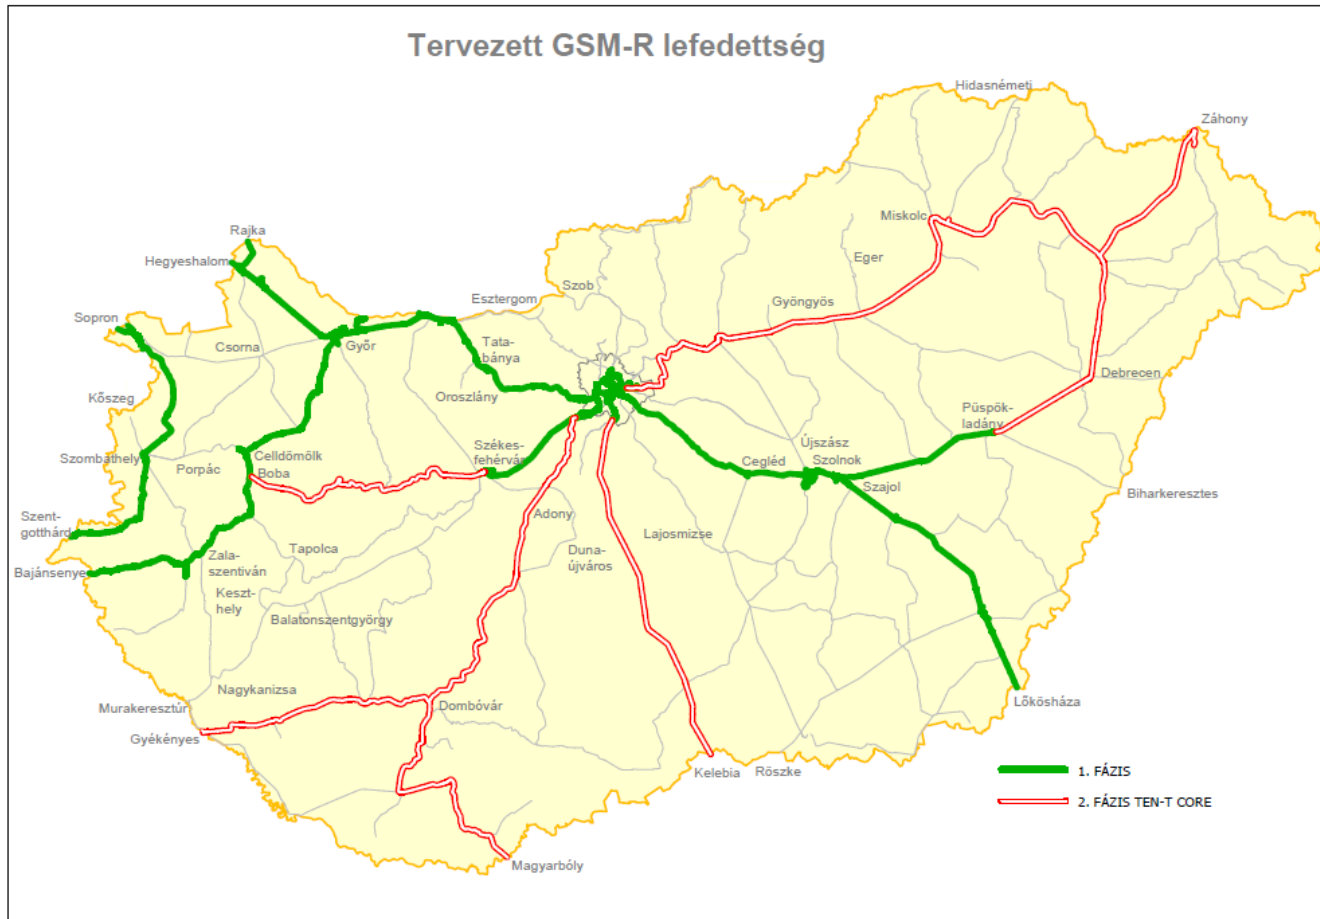 Tervezett GSM-R lefedettség
Hidasnémeti
Záhony
Miskolc
Rajka
Hegyeshalom
Eger
Szob
Esztergom
Gyöngyös
Sopron
Csorna
Győr
Tata-
bánya
Debrecen
Oroszlány
Kőszeg
Püspök-
ladány
Székes-
fehérvár
Újszász
Szolnok
Cegléd
Szombathely
Porpác
Celldömölk
Boba
Szajol
Biharkeresztes
Szent-
gotthárd
Adony
Lajosmizse
Tapolca
Duna-
újváros
Zala-
szentiván
Bajánsenye
Keszt-
hely
Balatonszentgyörgy
Nagykanizsa
Murakeresztúr
Dombóvár
Lőkösháza
Gyékényes
Kelebia
Röszke
1. FÁZIS
2. FÁZIS TEN-T CORE
Magyarbóly